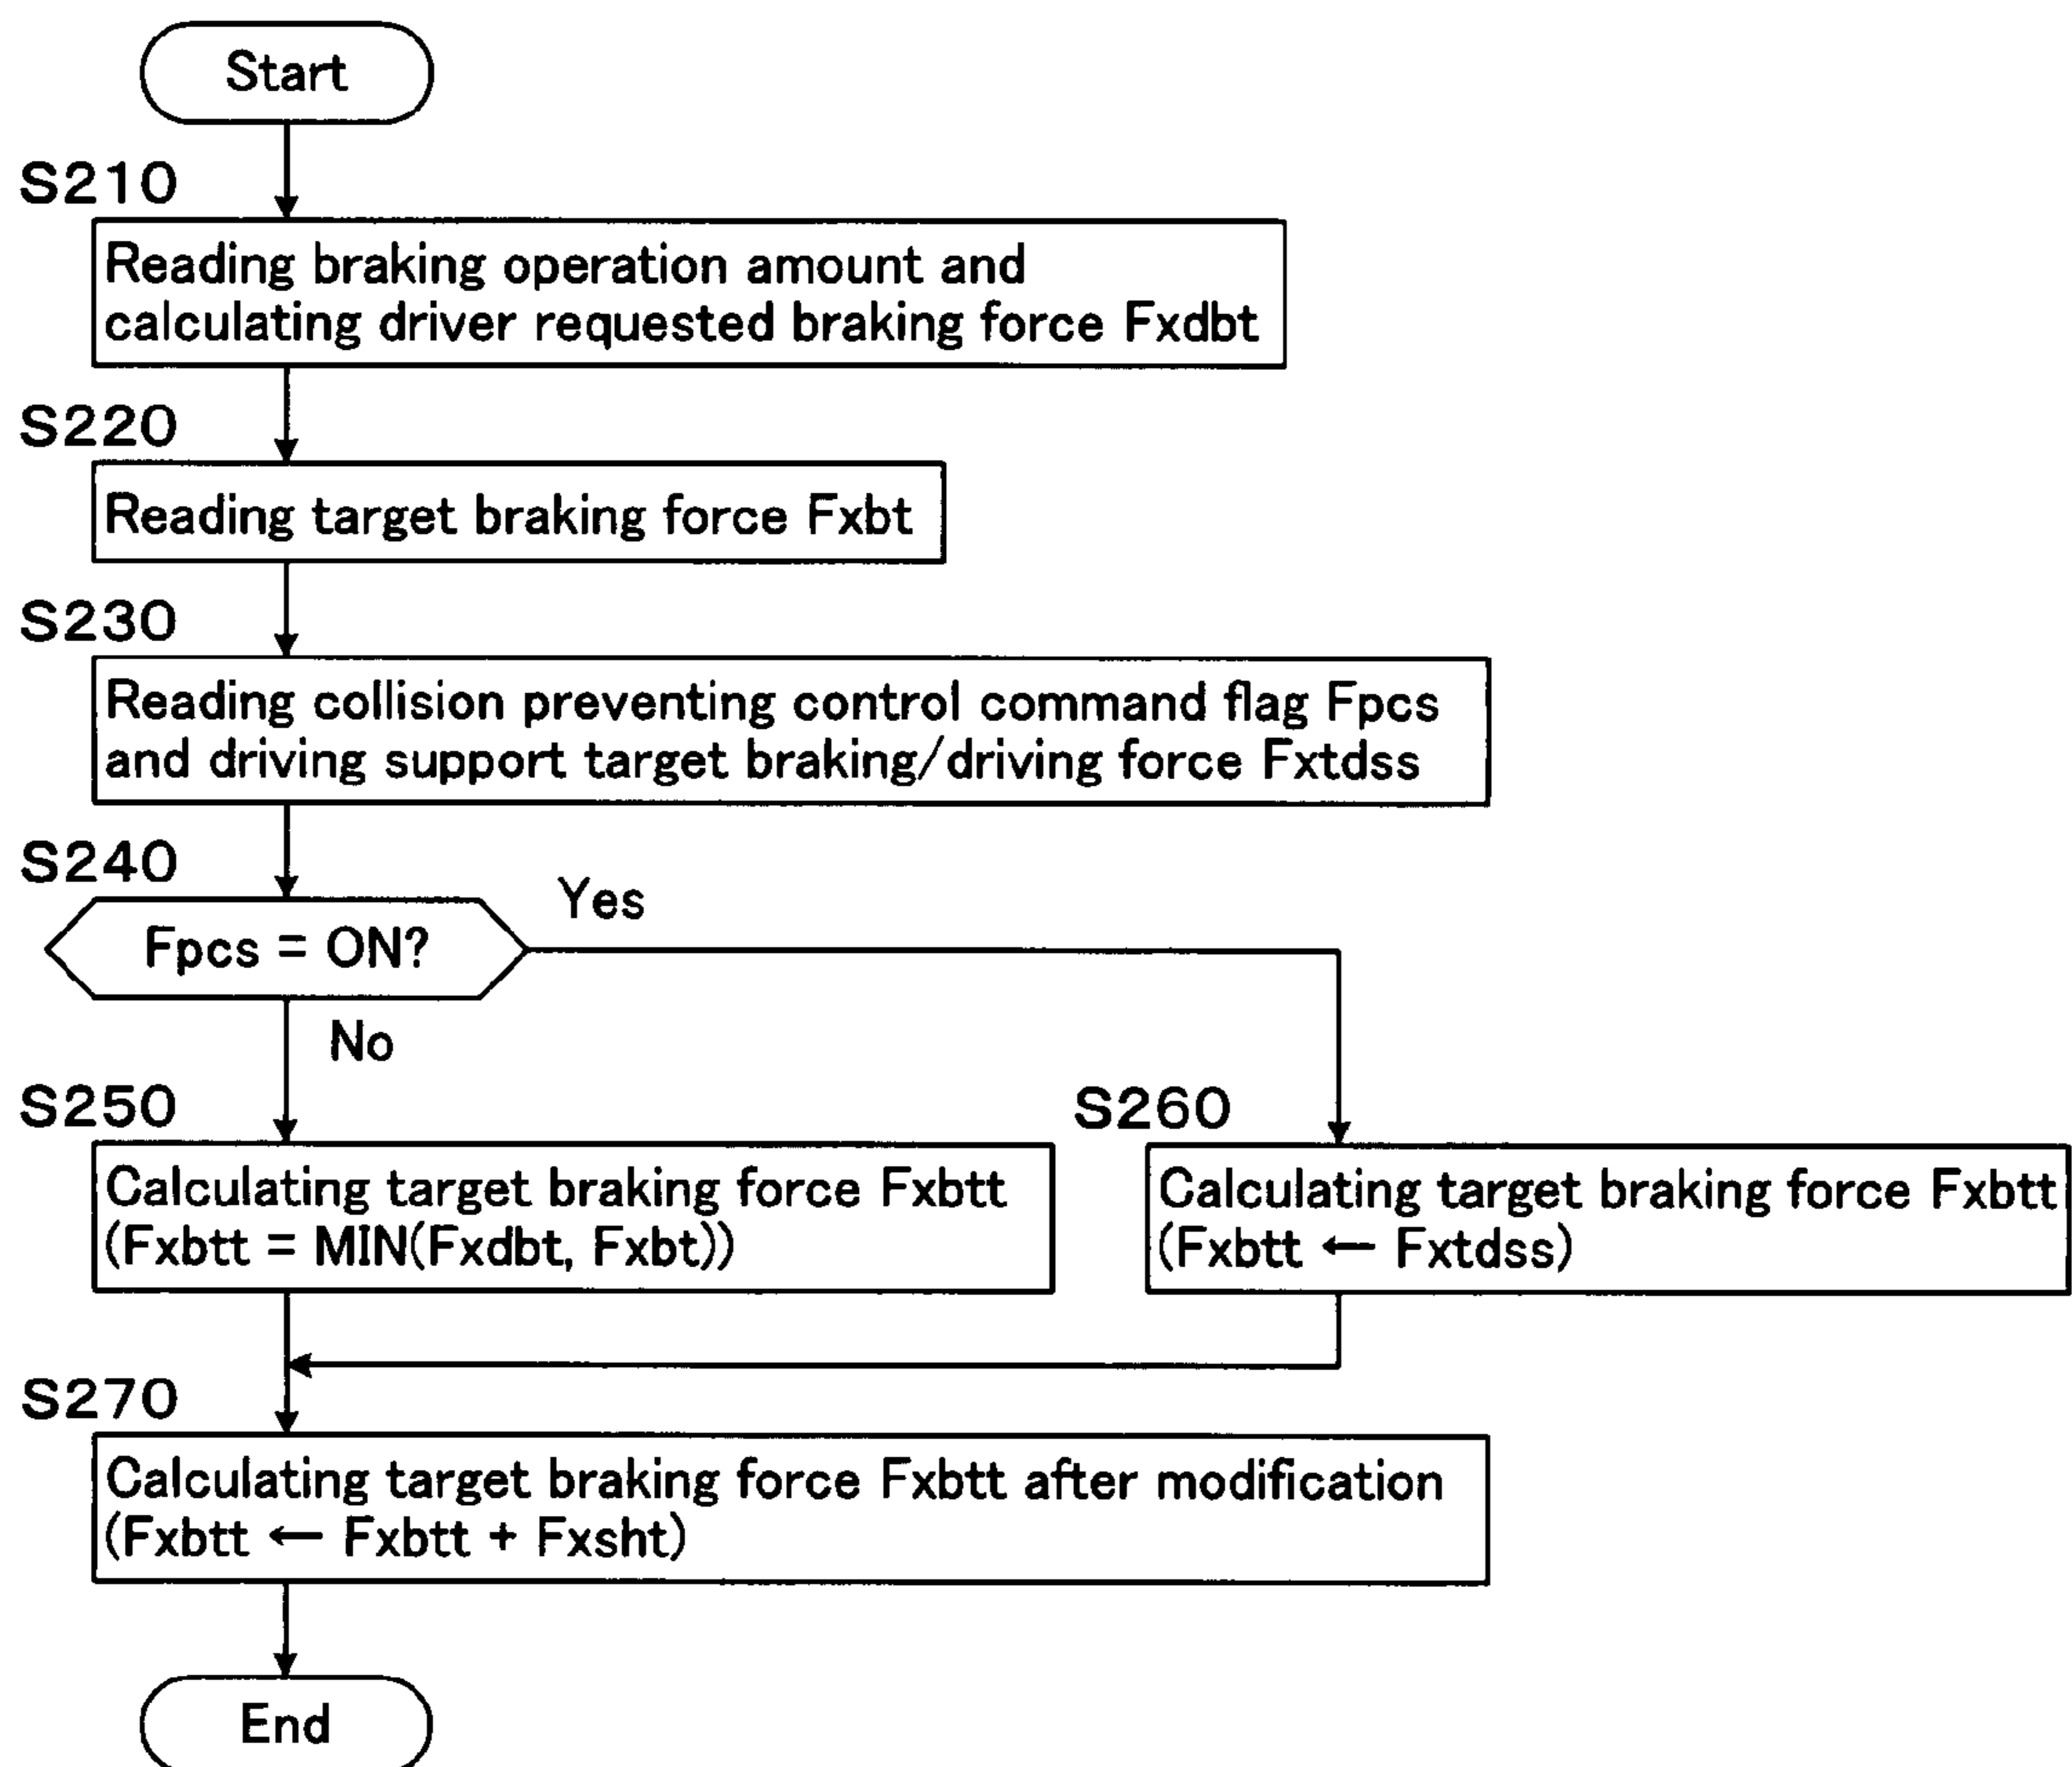 Start
S210
Reading braking operation amount and
calculating driver requested braking force Fxdbt
S220
Reading target braking force Fxbt
S230
Reading collision preventing control command flag Fpcs
and driving support target braking/driving force Fxtdss
S240
Fpcs = ON?
Yes
No
S250
Calculating target braking force Fxbtt
(Fxbtt = MIN(Fxdbt, Fxbt))
S260
Calculating target braking force Fxbtt
(Fxbtt ← Fxtdss)
S270
Calculating target braking force Fxbtt after modification
(Fxbtt ← Fxbtt + Fxsht)
End